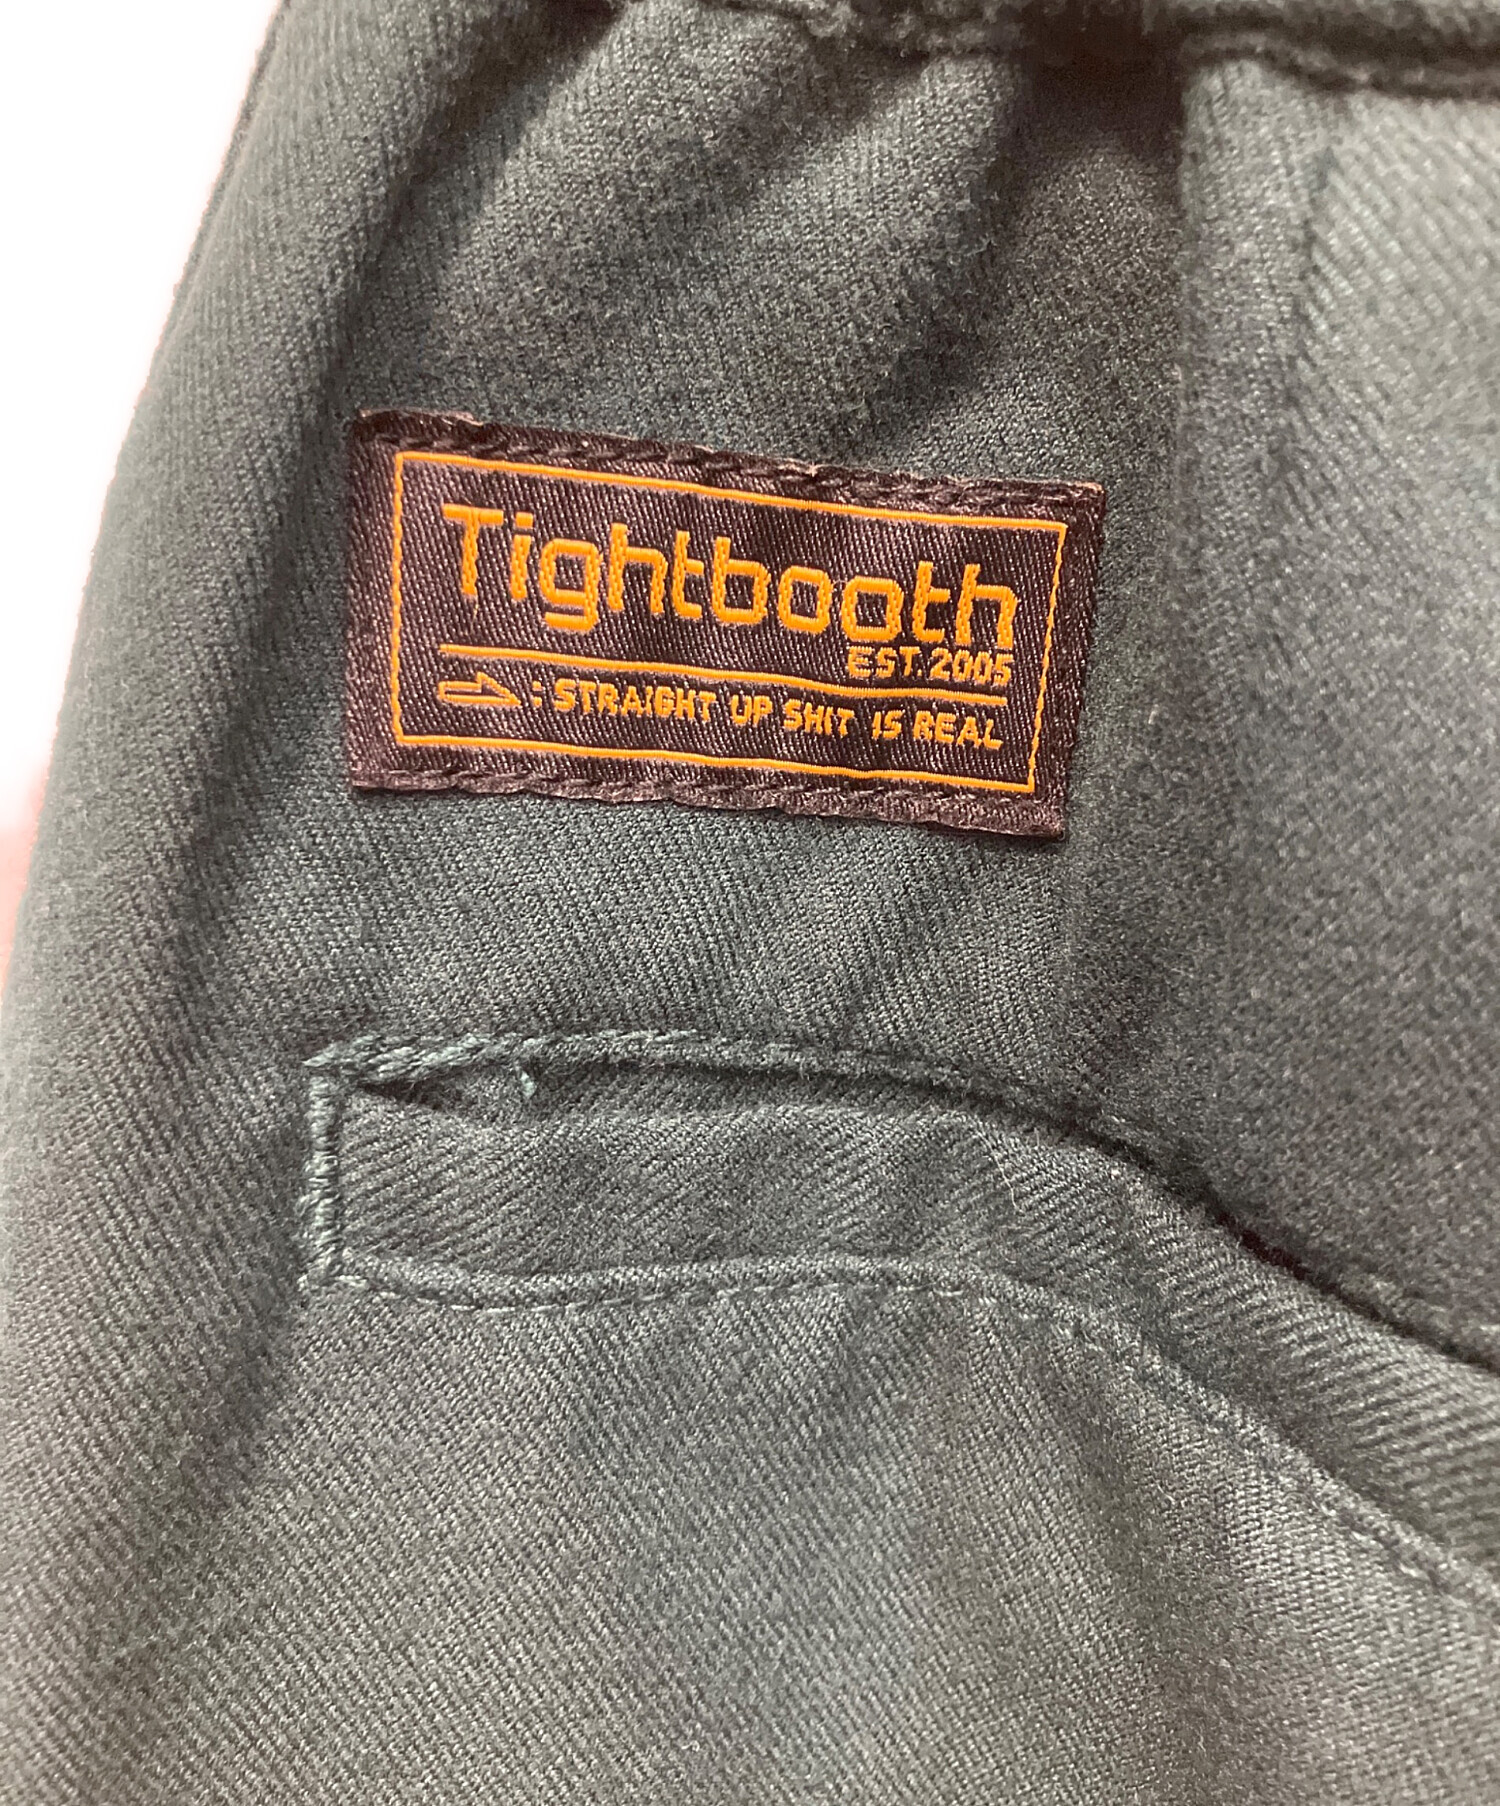 Tightbooth
EST.2005
: STRAIGHT UP SHIT IS REAL